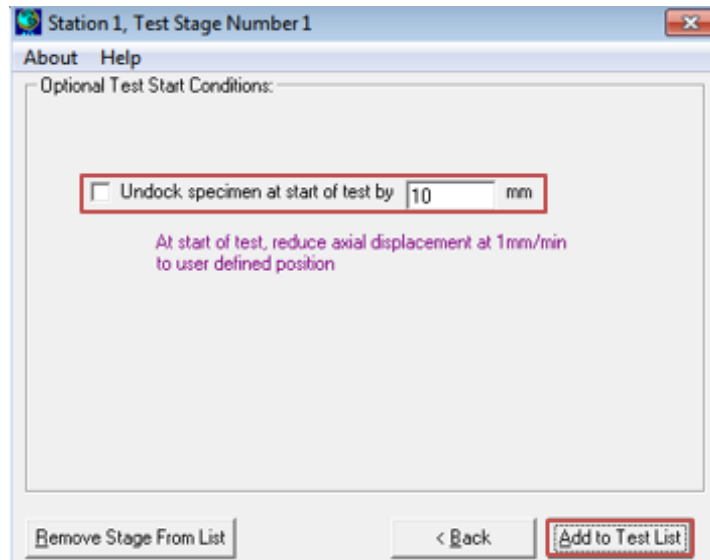 Station 1, Test Stage Number 1
About Help
Optional Test Start Conditions:
Undock specimen at start of test by 10 mm
At start of test, reduce axial displacement at 1mm/min
to user defined position
Remove Stage From List < Back Add to Test List